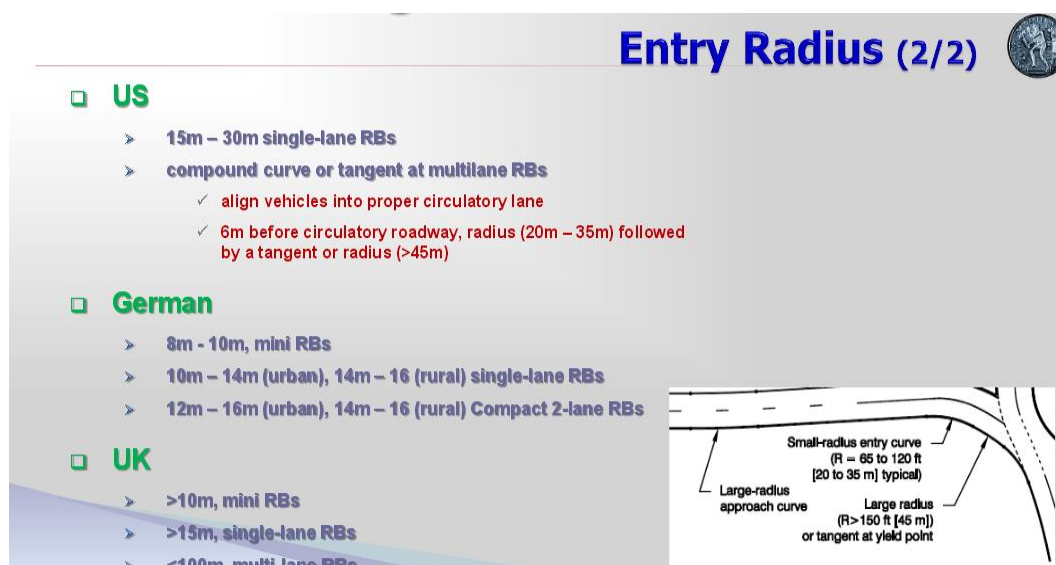 Entry Radius (2/2)
US
15m – 30m single-lane RBs
compound curve or tangent at multilane RBs
align vehicles into proper circulatory lane
6m before circulatory roadway, radius (20m – 35m) followed
by a tangent or radius (>45m)
German
8m - 10m, mini RBs
10m – 14m (urban), 14m – 16 (rural) single-lane RBs
12m – 16m (urban), 14m – 16 (rural) Compact 2-lane RBs
UK
>10m, mini RBs
>15m, single-lane RBs
<100m, multi-lane RBs
Small-radius entry curve
(R = 65 to 120 ft
[20 to 35 m] typical)
Large-radius
approach curve
Large radius
(R>150 ft [45 m])
or tangent at yield point